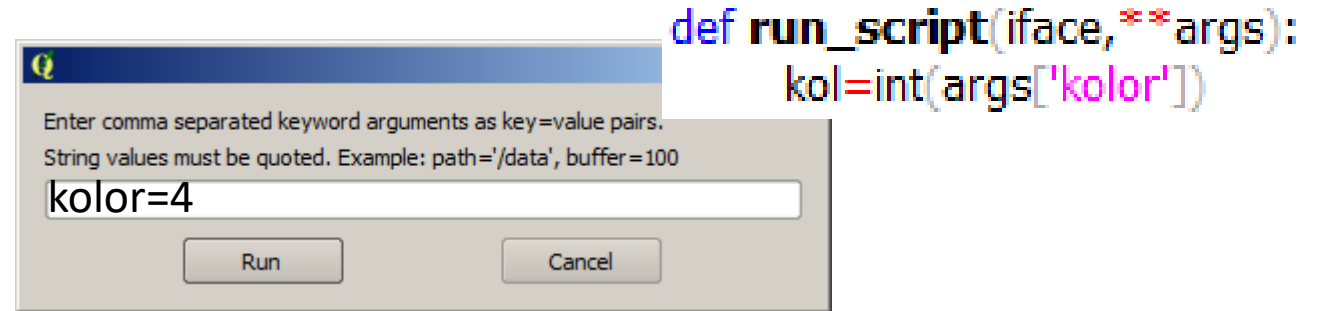 def run_script(iface,**args):
kol=int(args['kolor'])
Enter comma separated keyword arguments as key=value pairs.
String values must be quoted. Example: path='/data', buffer=100
kolor=4
Run Cancel